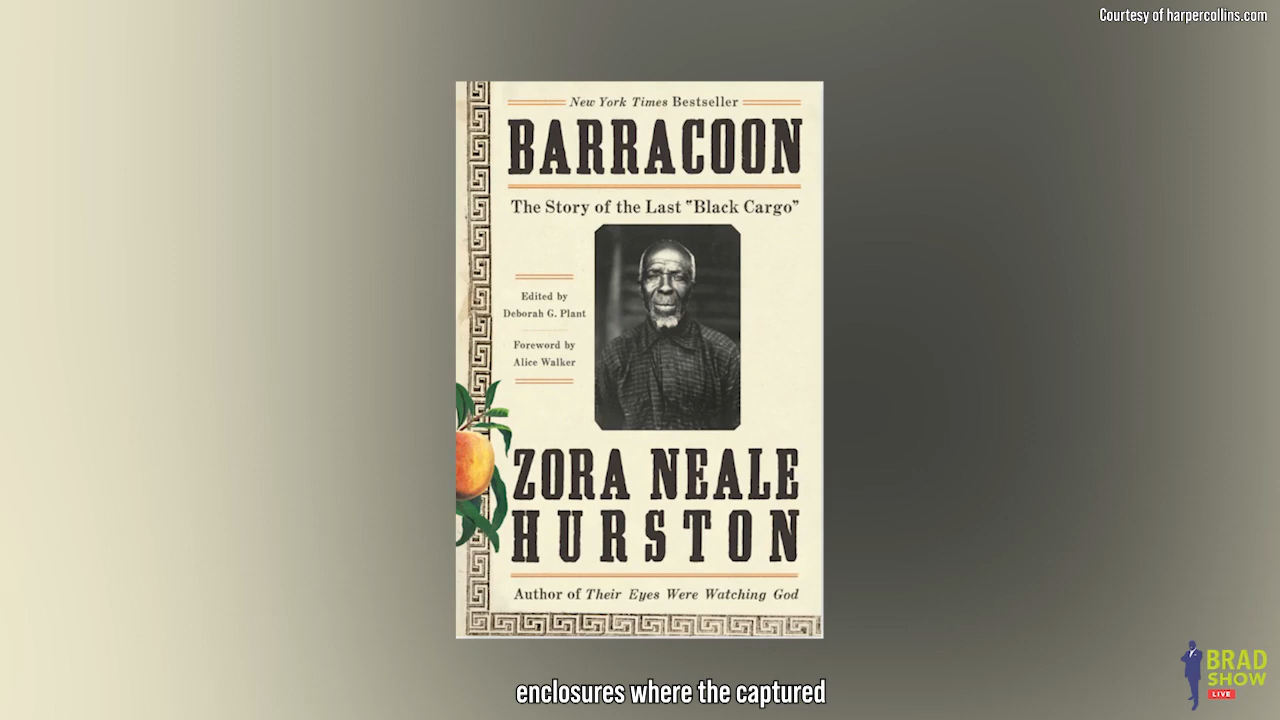 Courtesy of harpercollins.com
New York Times Bestseller
BARRACOON
The Story of the Last "Black Cargo"
Edited by
Deborah G. Plant
Foreword by
Alice Walker
ZORA NEALE
HURSTON
Author of Their Eyes Were Watching God
enclosures where the captured
BRAD
SHOW
LIVE